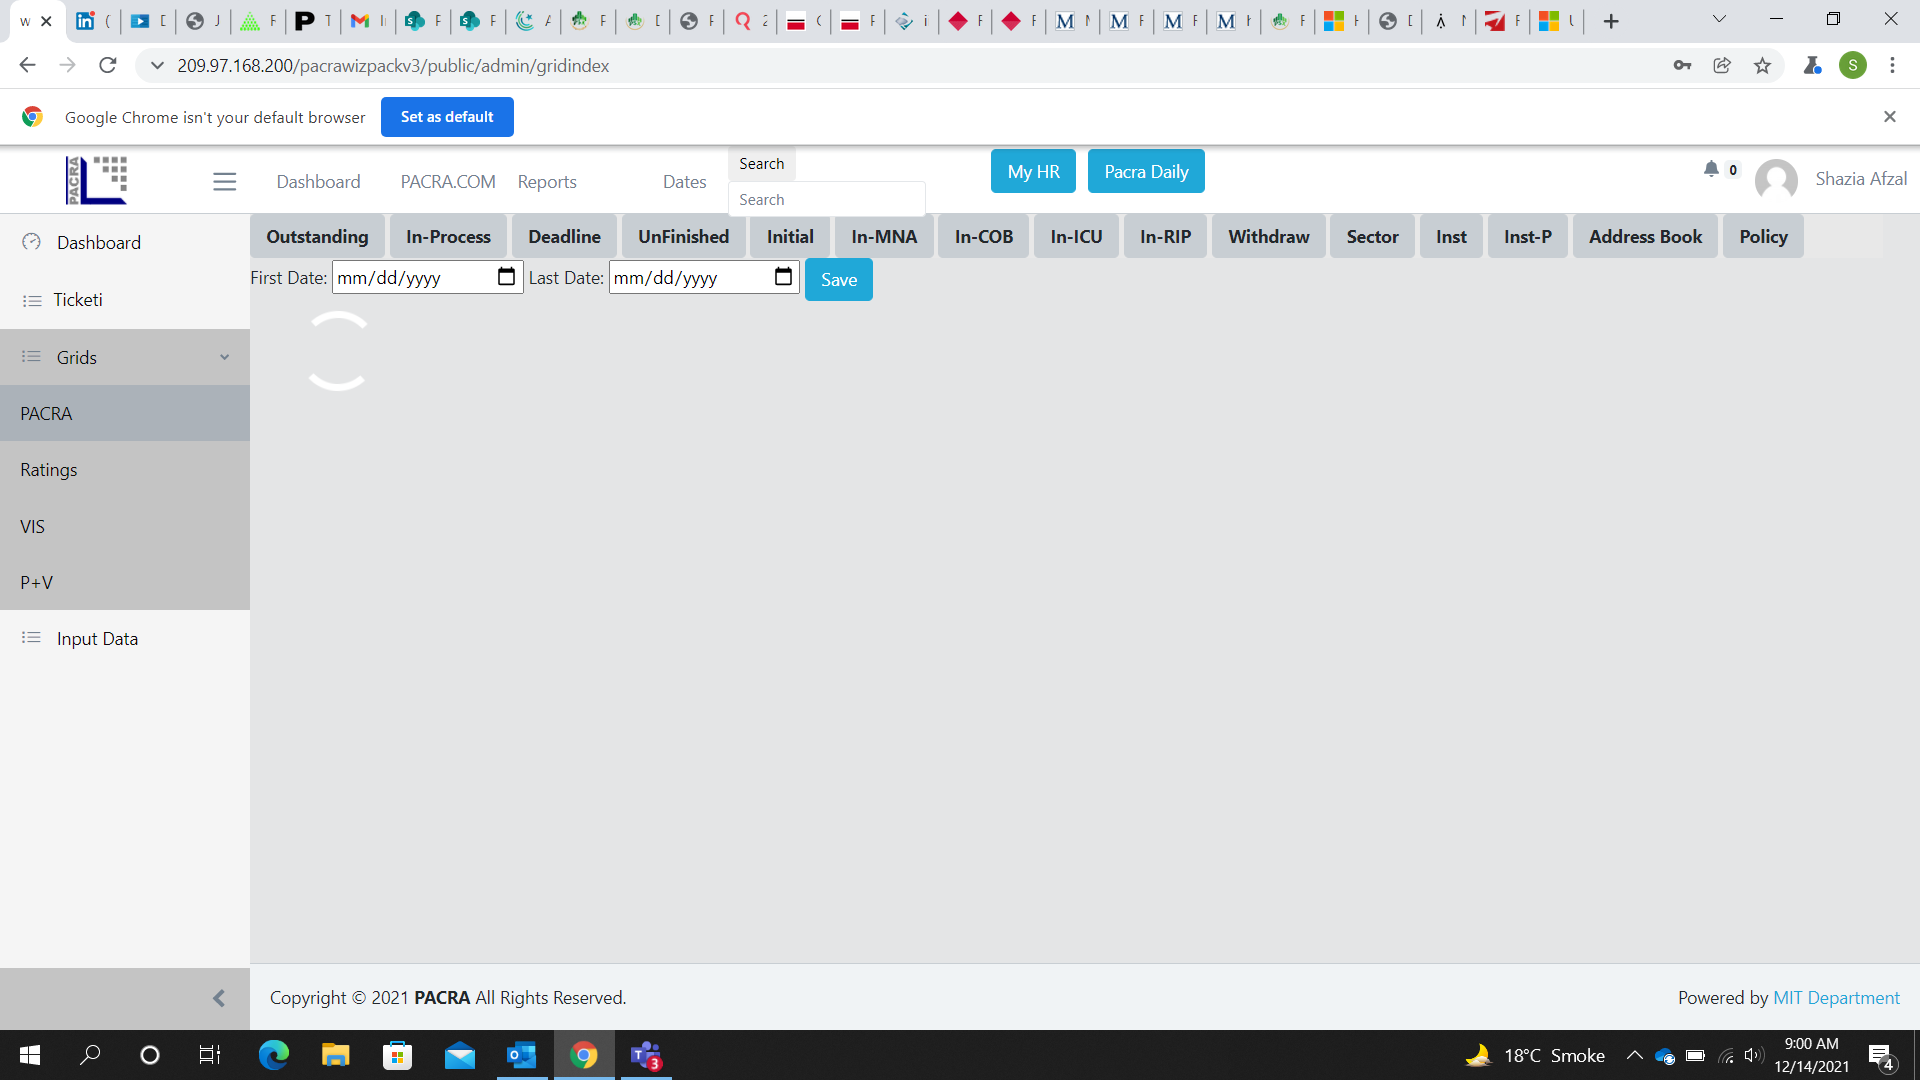 209.97.168.200/pacrawizpackv3/public/admin/gridindex
S
Google Chrome isn't your default browser
Set as default
PACRA
Dashboard
PACRA.COM
Reports
Dates
Search
Search
My HR
Pacra Daily
0
Shazia Afzal
Dashboard
Ticketi
Grids
PACRA
Ratings
VIS
P+V
Input Data
Outstanding In-Process Deadline UnFinished Initial In-MNA In-COB In-ICU In-RIP Withdraw Sector Inst Inst-P Address Book Policy
First Date: mm/dd/yyyy Last Date: mm/dd/yyyy Save
Copyright © 2021 PACRA All Rights Reserved.
Powered by MIT Department
3
18°C Smoke
9:00 AM
12/14/2021
4